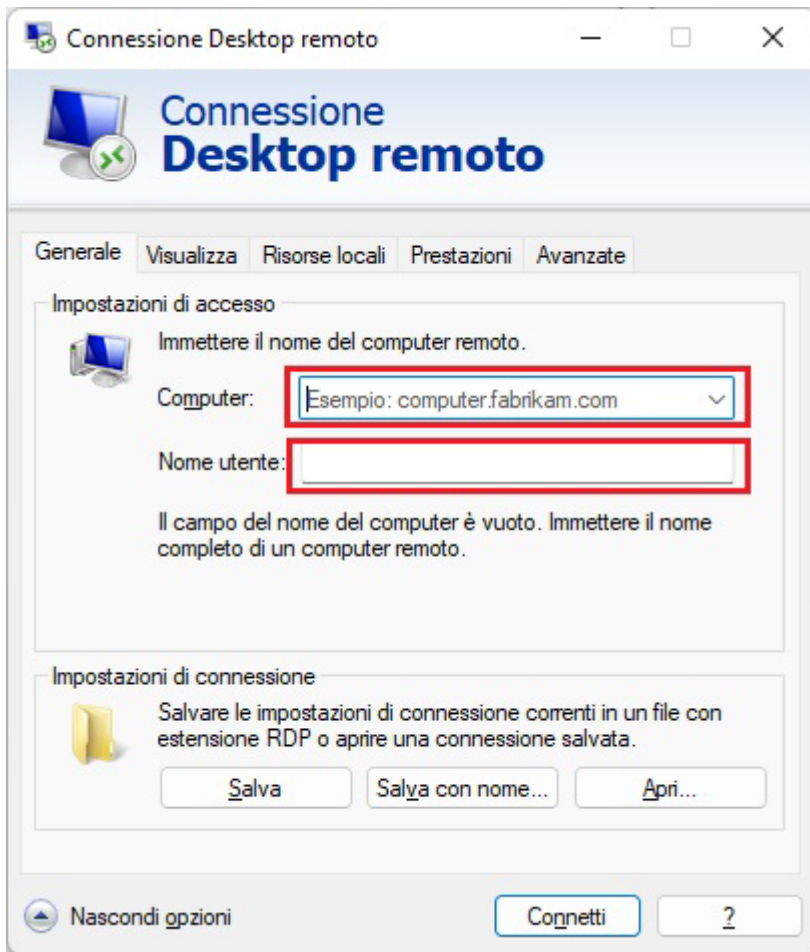 Connessione Desktop remoto
Connessione
Desktop remoto
Generale Visualizza Risorse locali Prestazioni Avanzate
Impostazioni di accesso
Immettere il nome del computer remoto.
Computer: Esempio: computer.fabrikam.com
Nome utente:
Il campo del nome del computer è vuoto. Immettere il nome
completo di un computer remoto.
Impostazioni di connessione
Salvare le impostazioni di connessione correnti in un file con
estensione RDP o aprire una connessione salvata.
Salva Salva con nome... Apri...
Nascondi opzioni Connetti ?